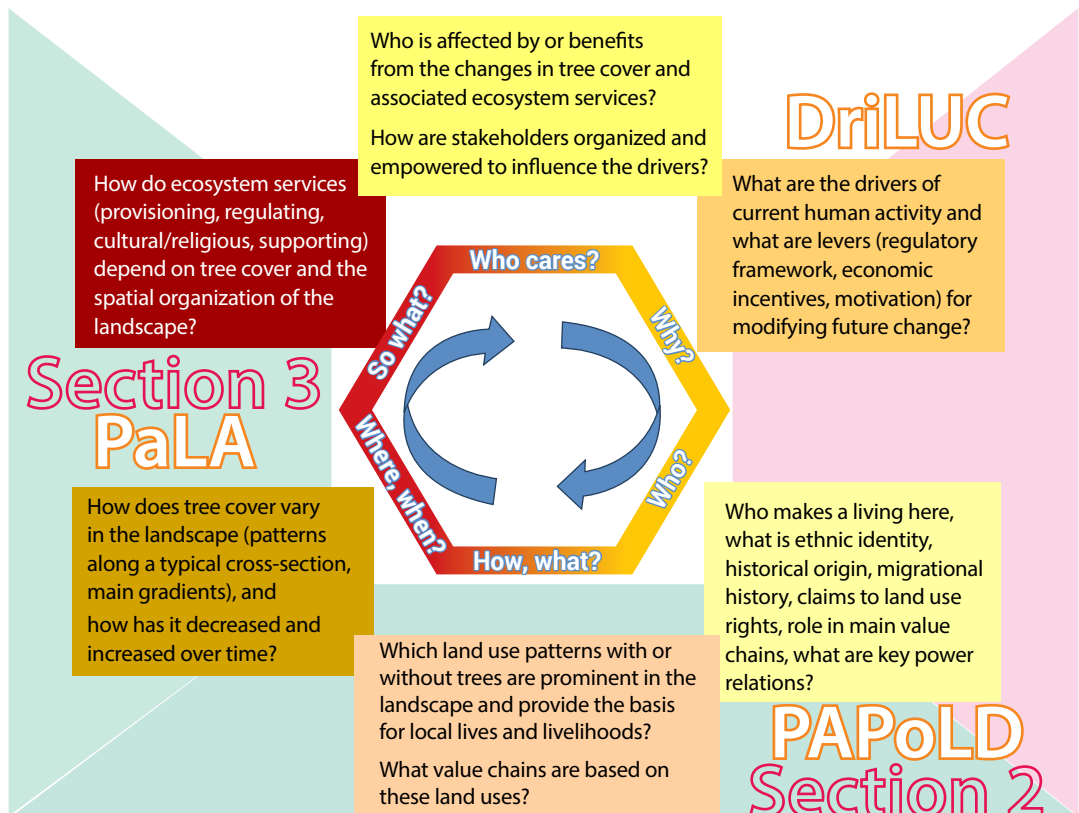 Who is affected by or benefits
from the changes in tree cover and
associated ecosystem services?
How are stakeholders organized and
empowered to influence the drivers?
DriLUC
What are the drivers of
current human activity and
what are levers (regulatory
framework, economic
incentives, motivation) for
modifying future change?
How do ecosystem services
(provisioning, regulating,
cultural/religious, supporting)
depend on tree cover and the
spatial organization of the
landscape?
Who cares?
So what?
Why?
Where, when?
Who?
How, what?
Section 3
PaLA
How does tree cover vary
in the landscape (patterns
along a typical cross-section,
main gradients), and
how has it decreased and
increased over time?
Who makes a living here,
what is ethnic identity,
historical origin, migrational
history, claims to land use
rights, role in main value
chains, what are key power
relations?
Which land use patterns with or
without trees are prominent in the
landscape and provide the basis
for local lives and livelihoods?
What value chains are based on
these land uses?
PAPoLD
Section 2